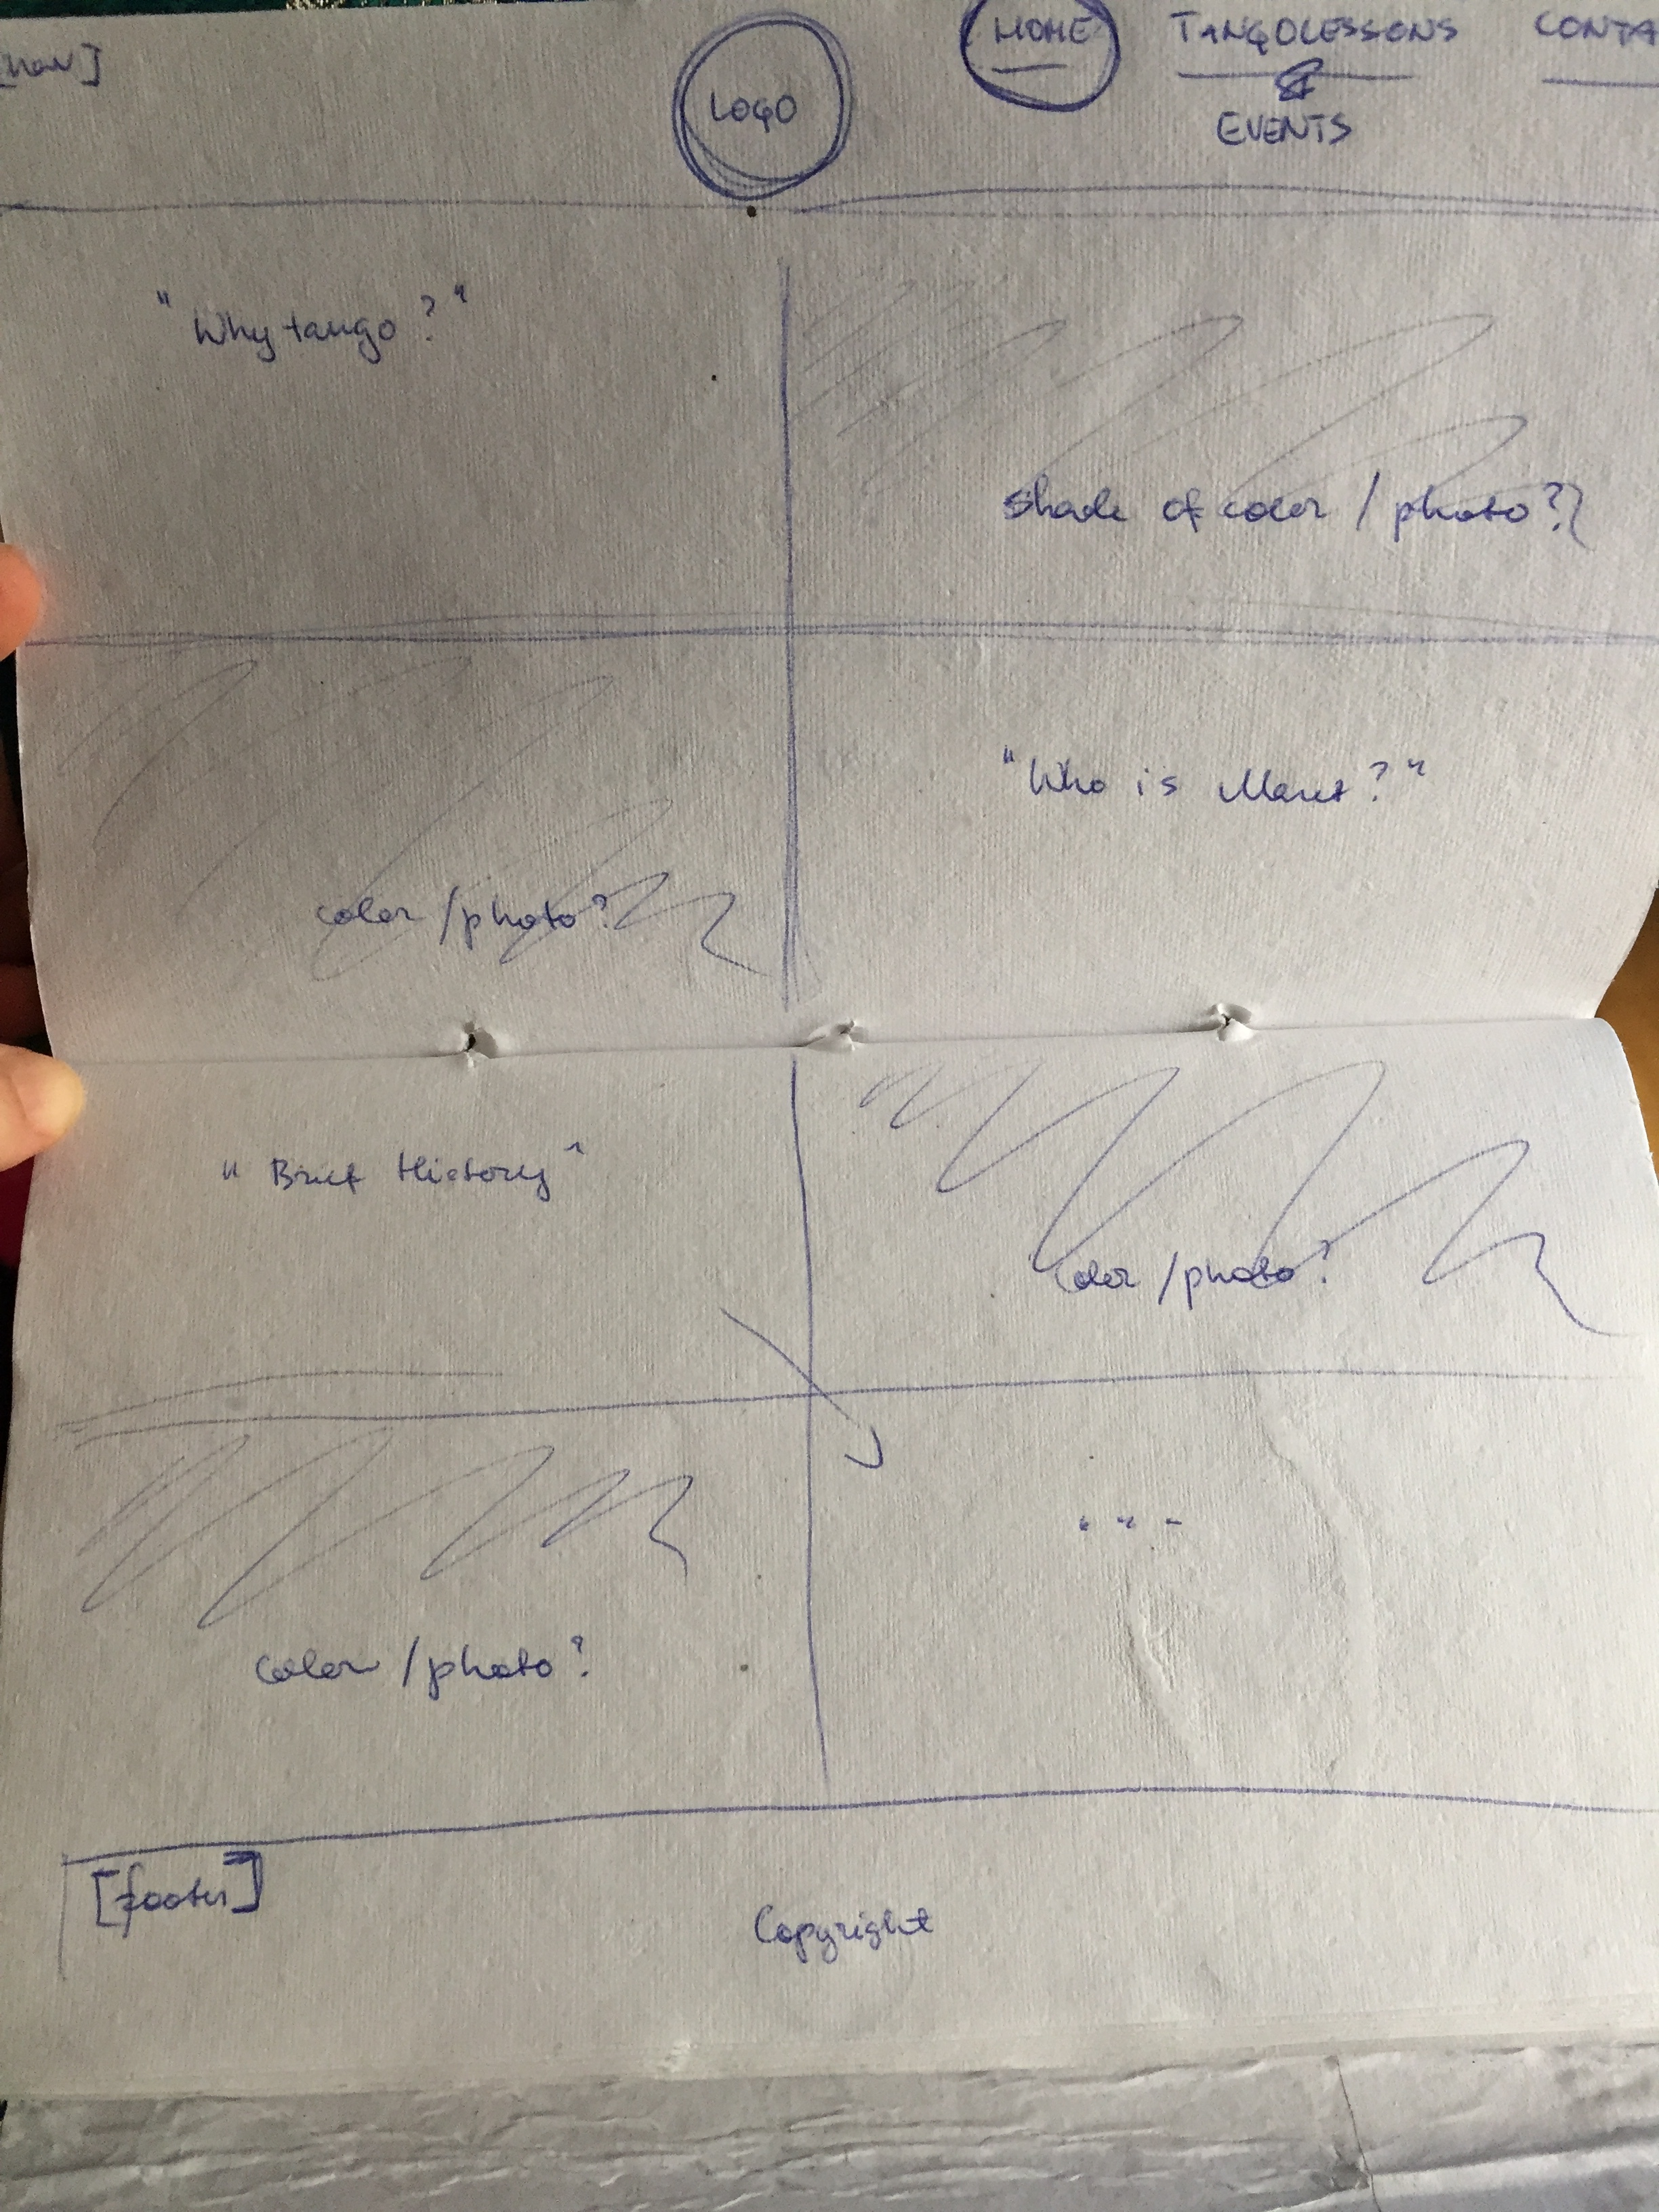 [nav]
LOGO
HOME
TANGOLESSONS
&
EVENTS
CONTA
"Why tango?"
shade of color / photo?
"Who is Maret?"
color / photo?
"Brief History"
color / photo?
" " -
color / photo?
[footer]
Copyright